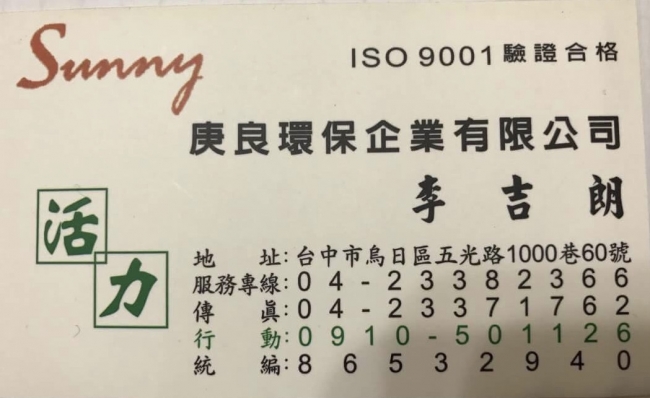 Sunny
ISO 9001驗證合格
庚良環保企業有限公司
李吉朗
活力
地址:台中市烏日區五光路1000巷60號
服務專線:04-23382366
傳真:04-23371762
行動:0910-501126
統編:86532940